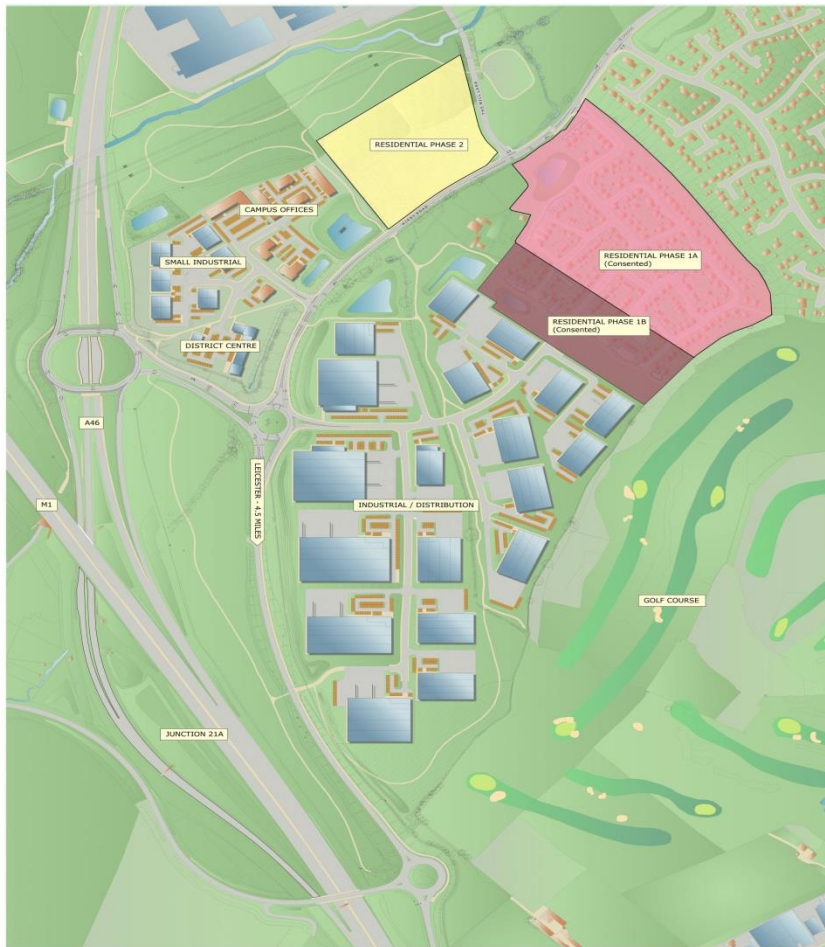 RESIDENTIAL PHASE 2
CAMPUS OFFICES
SMALL INDUSTRIAL
RESIDENTIAL PHASE 1A
(Consented)
RESIDENTIAL PHASE 1B
(Consented)
DISTRICT CENTRE
A46
LEICESTER - 4.5 MILES
M1
INDUSTRIAL / DISTRIBUTION
GOLF COURSE
JUNCTION 21A